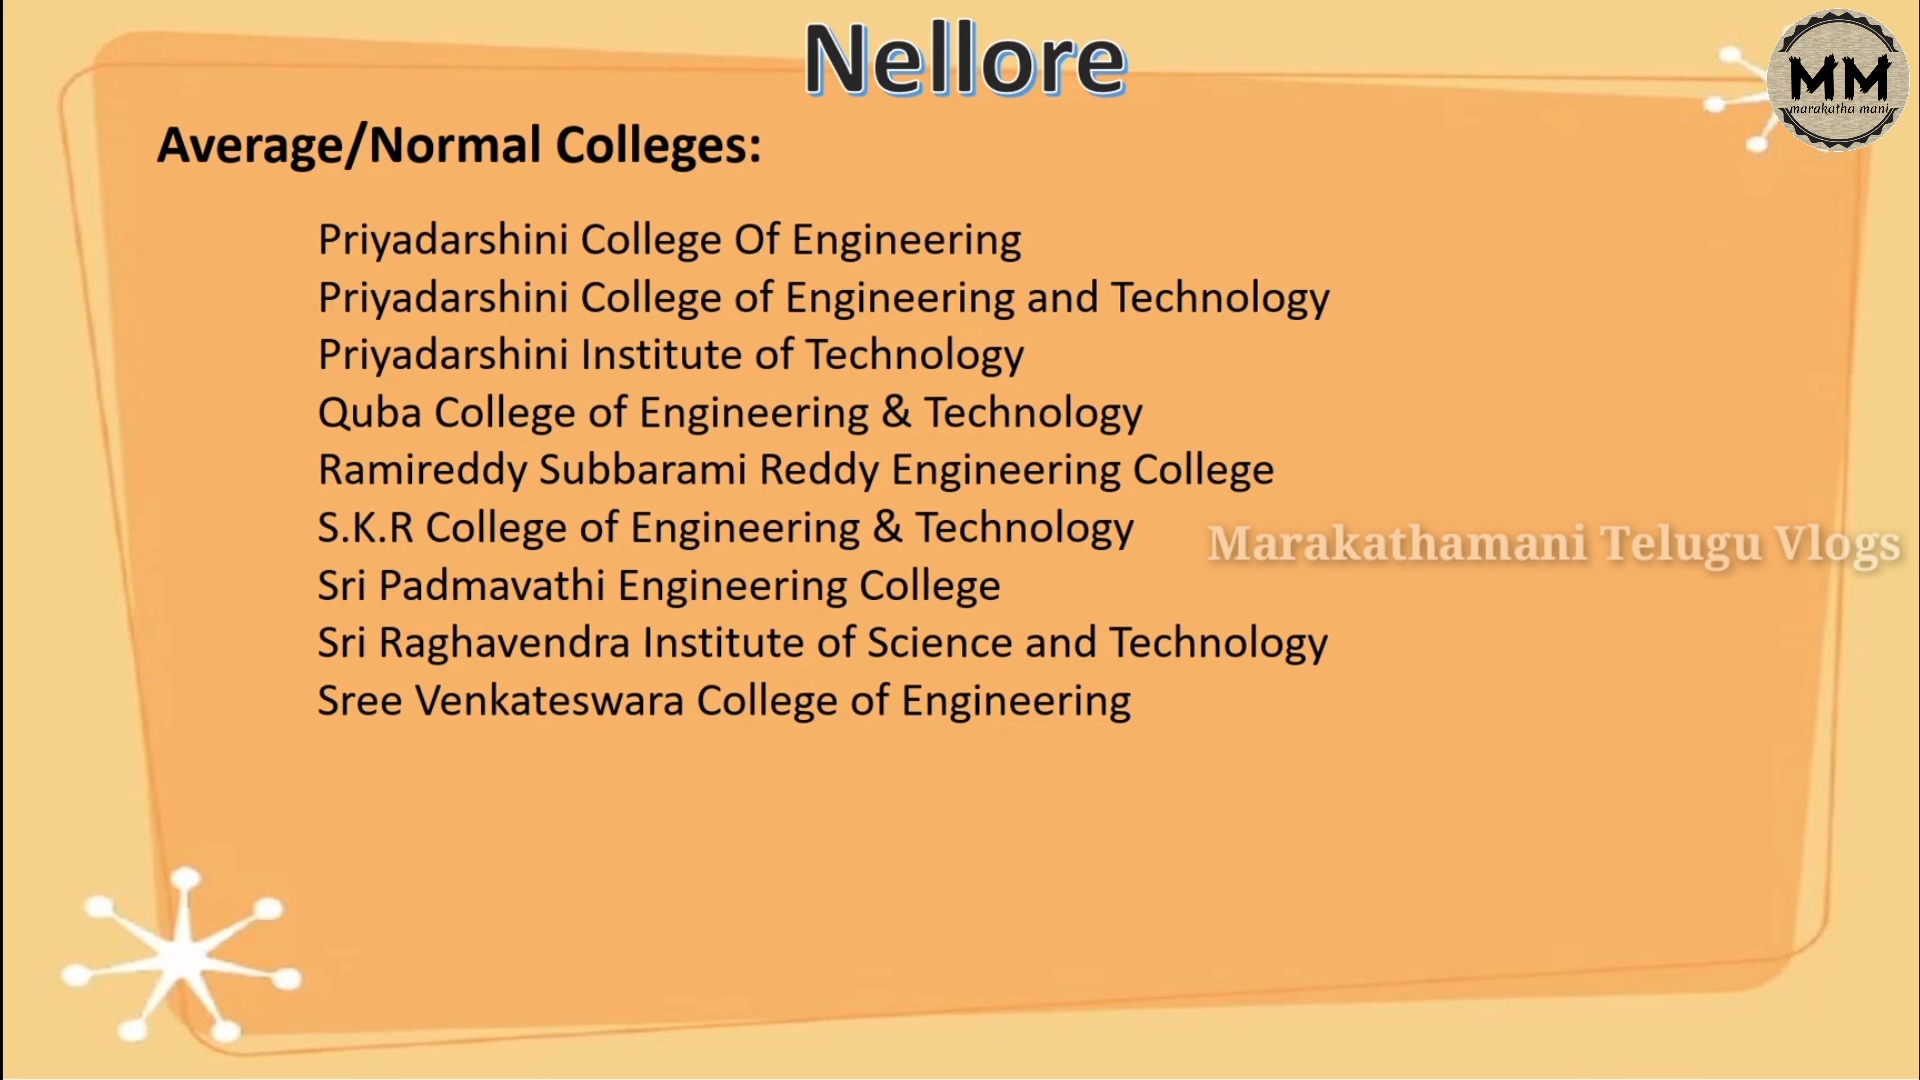 Nellore
MM
marakatha mani
Average/Normal Colleges:
Priyadarshini College Of Engineering
Priyadarshini College of Engineering and Technology
Priyadarshini Institute of Technology
Quba College of Engineering & Technology
Ramireddy Subbarami Reddy Engineering College
S.K.R College of Engineering & Technology
Marakathamani Telugu Vlogs
Sri Padmavathi Engineering College
Sri Raghavendra Institute of Science and Technology
Sree Venkateswara College of Engineering